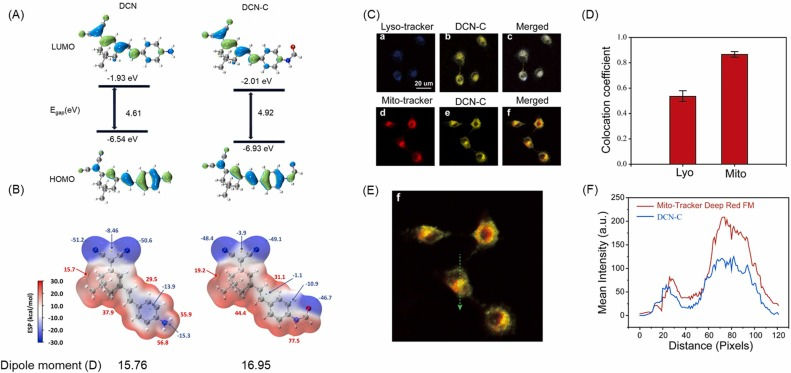 (A)
DCN
DCN-C
LUMO
-1.93 eV
-2.01 eV
Egap(eV)
4.61
4.92
-6.54 eV
-6.93 eV
HOMO
(B)
-8.46
-51.2
-50.6
15.7
29.5
-13.9
37.9
55.9
-15.3
56.8
-3.9
-48.4
-49.1
19.2
31.1
-1.1
-10.9
-46.7
44.4
77.5
ESP (kcal/mol)
30.0
20.0
10.0
0.0
-10.0
-20.0
-30.0
Dipole moment (D)
15.76
16.95
(C)
Lyso-tracker
DCN-C
Merged
a
b
c
20 um
Mito-tracker
DCN-C
Merged
d
e
f
(D)
Colocation coefficient
1.0
0.8
0.6
0.4
0.2
0.0
Lyo
Mito
(E)
f
(F)
Mito-Tracker Deep Red FM
DCN-C
Mean Intensity (a.u.)
250
200
150
100
50
0
0 20 40 60 80 100 120
Distance (Pixels)